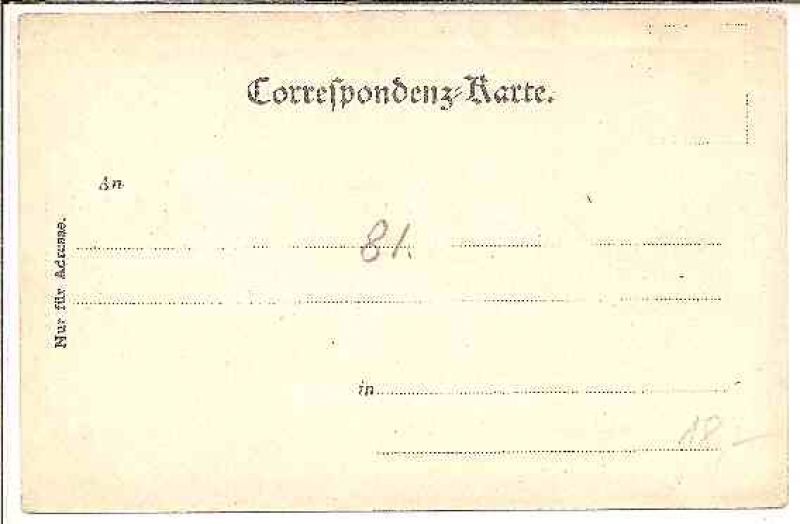 Correſpondenz-Karte.
An
81.
Nur für Adresse.
in
18,-